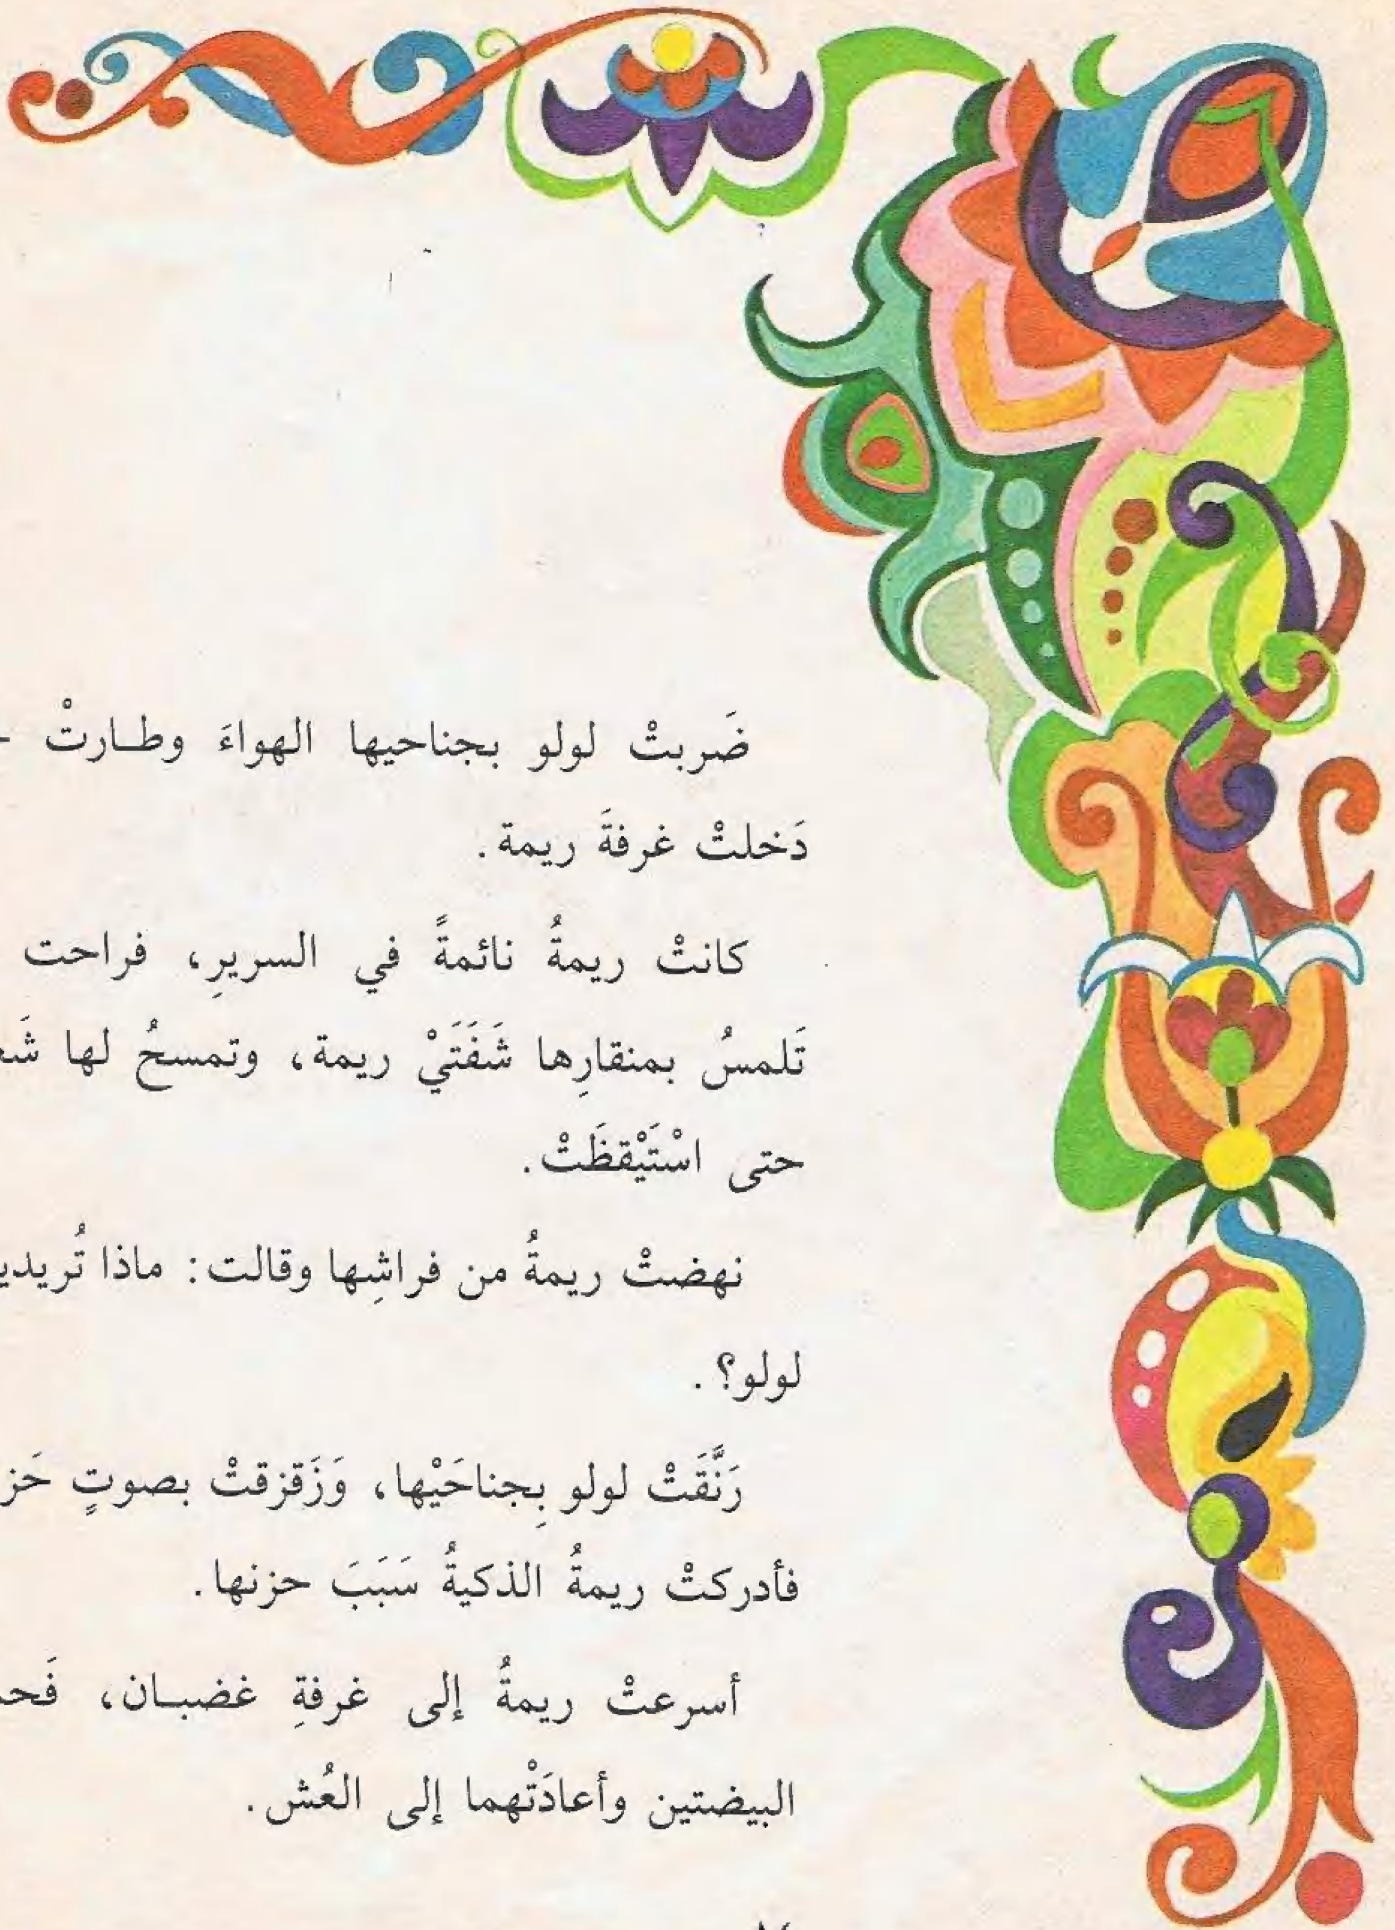 ضَربتْ لولو بجناحيها الهواءَ وطارتْ
دَخلتْ غرفةَ ريمة.
كانتْ ريمةُ نائمةً في السريرِ، فراحت
تَلمسُ بمنقارِها شَفَتَيْ ريمة، وتمسحُ لها
حتى اسْتَيْقظَتْ.
نهضتْ ريمةُ من فراشِها وقالت: ماذا
لولو؟.
رَنَّقَتْ لولو بِجناحَيْها، وَزَقزقتْ بصوتٍ
فأدركتْ ريمةُ الذكيةُ سَبَبَ حزنها.
أسرعتْ ريمةُ إلى غرفةِ غضبـان،
البيضتين وأعادَتْهما إلى العُش.